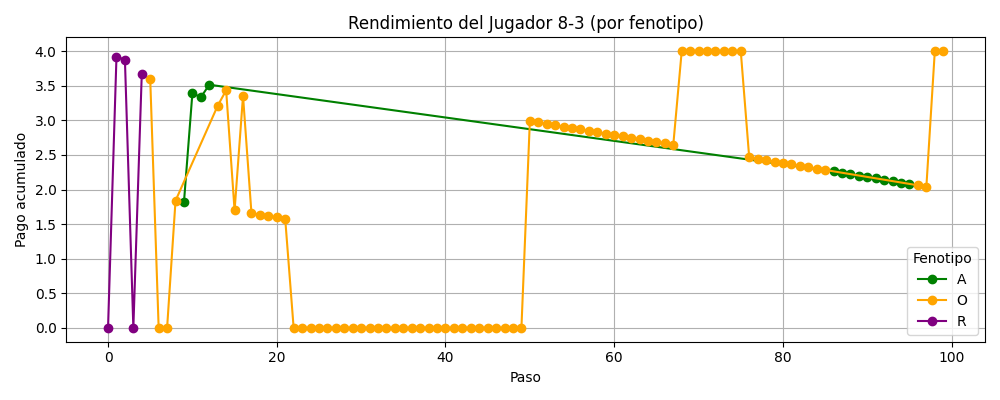 Rendimiento del Jugador 8-3 (por fenotipo)
Pago acumulado
4.0
3.5
3.0
2.5
2.0
1.5
1.0
0.5
0.0
0 20 40 60 80 100
Paso
Fenotipo
A
O
R